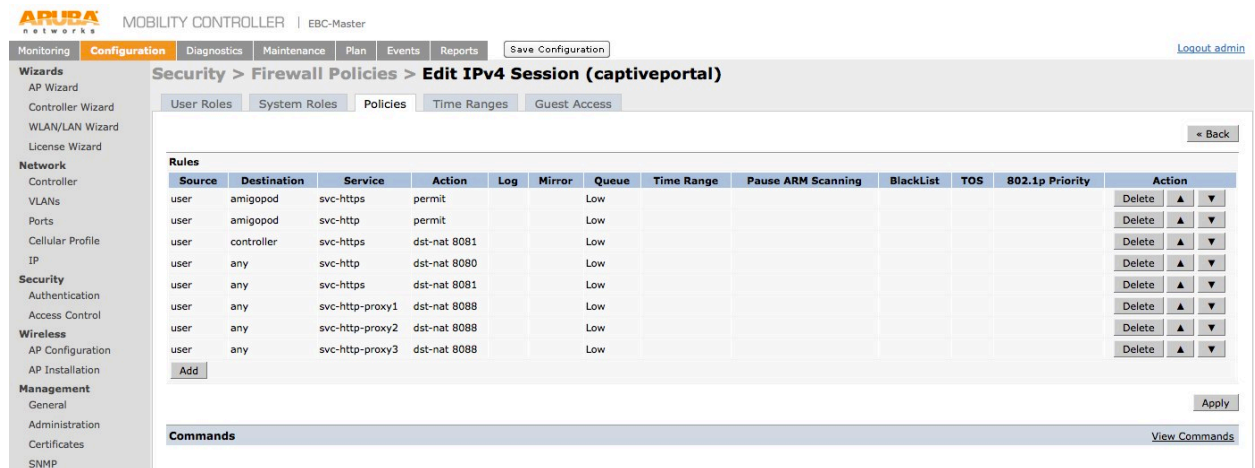 ARUBA networks MOBILITY CONTROLLER | EBC-Master
Monitoring Configuration Diagnostics Maintenance Plan Events Reports Save Configuration Logout admin
Wizards
AP Wizard
Controller Wizard
WLAN/LAN Wizard
License Wizard
Network
Controller
VLANs
Ports
Cellular Profile
IP
Security
Authentication
Access Control
Wireless
AP Configuration
AP Installation
Management
General
Administration
Certificates
SNMP
Security > Firewall Policies > Edit IPv4 Session (captiveportal)
User Roles System Roles Policies Time Ranges Guest Access
« Back
Rules
Source Destination Service Action Log Mirror Queue Time Range Pause ARM Scanning BlackList TOS 802.1p Priority Action
user amigopod svc-https permit Low Delete ▲ ▼
user amigopod svc-http permit Low Delete ▲ ▼
user controller svc-https dst-nat 8081 Low Delete ▲ ▼
user any svc-http dst-nat 8080 Low Delete ▲ ▼
user any svc-https dst-nat 8081 Low Delete ▲ ▼
user any svc-http-proxy1 dst-nat 8088 Low Delete ▲ ▼
user any svc-http-proxy2 dst-nat 8088 Low Delete ▲ ▼
user any svc-http-proxy3 dst-nat 8088 Low Delete ▲ ▼
Add
Apply
Commands View Commands